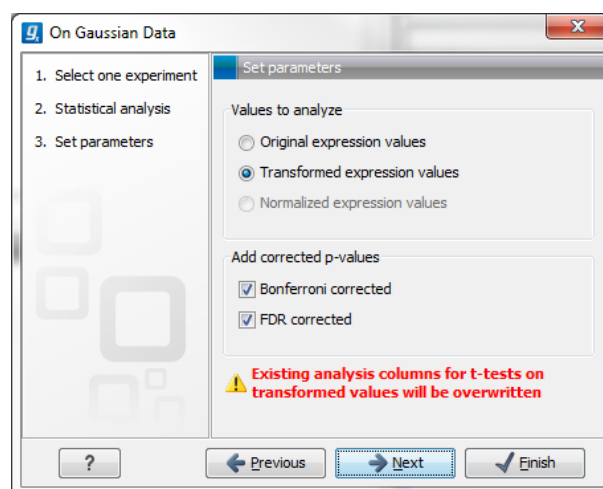 On Gaussian Data
1. Select one experiment
2. Statistical analysis
3. Set parameters
Set parameters
Values to analyze
Original expression values
Transformed expression values
Normalized expression values
Add corrected p-values
Bonferroni corrected
FDR corrected
Existing analysis columns for t-tests on
transformed values will be overwritten
? Previous Next Finish